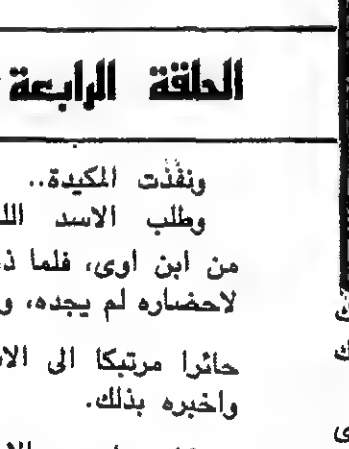 الحلقة الرابعة
ونفذت المكيدة..
وطلب الاسد
من ابن اوى، فلما
لاحضاره لم يجده،
حائرا مرتبكا الى
واخبره بذلك.